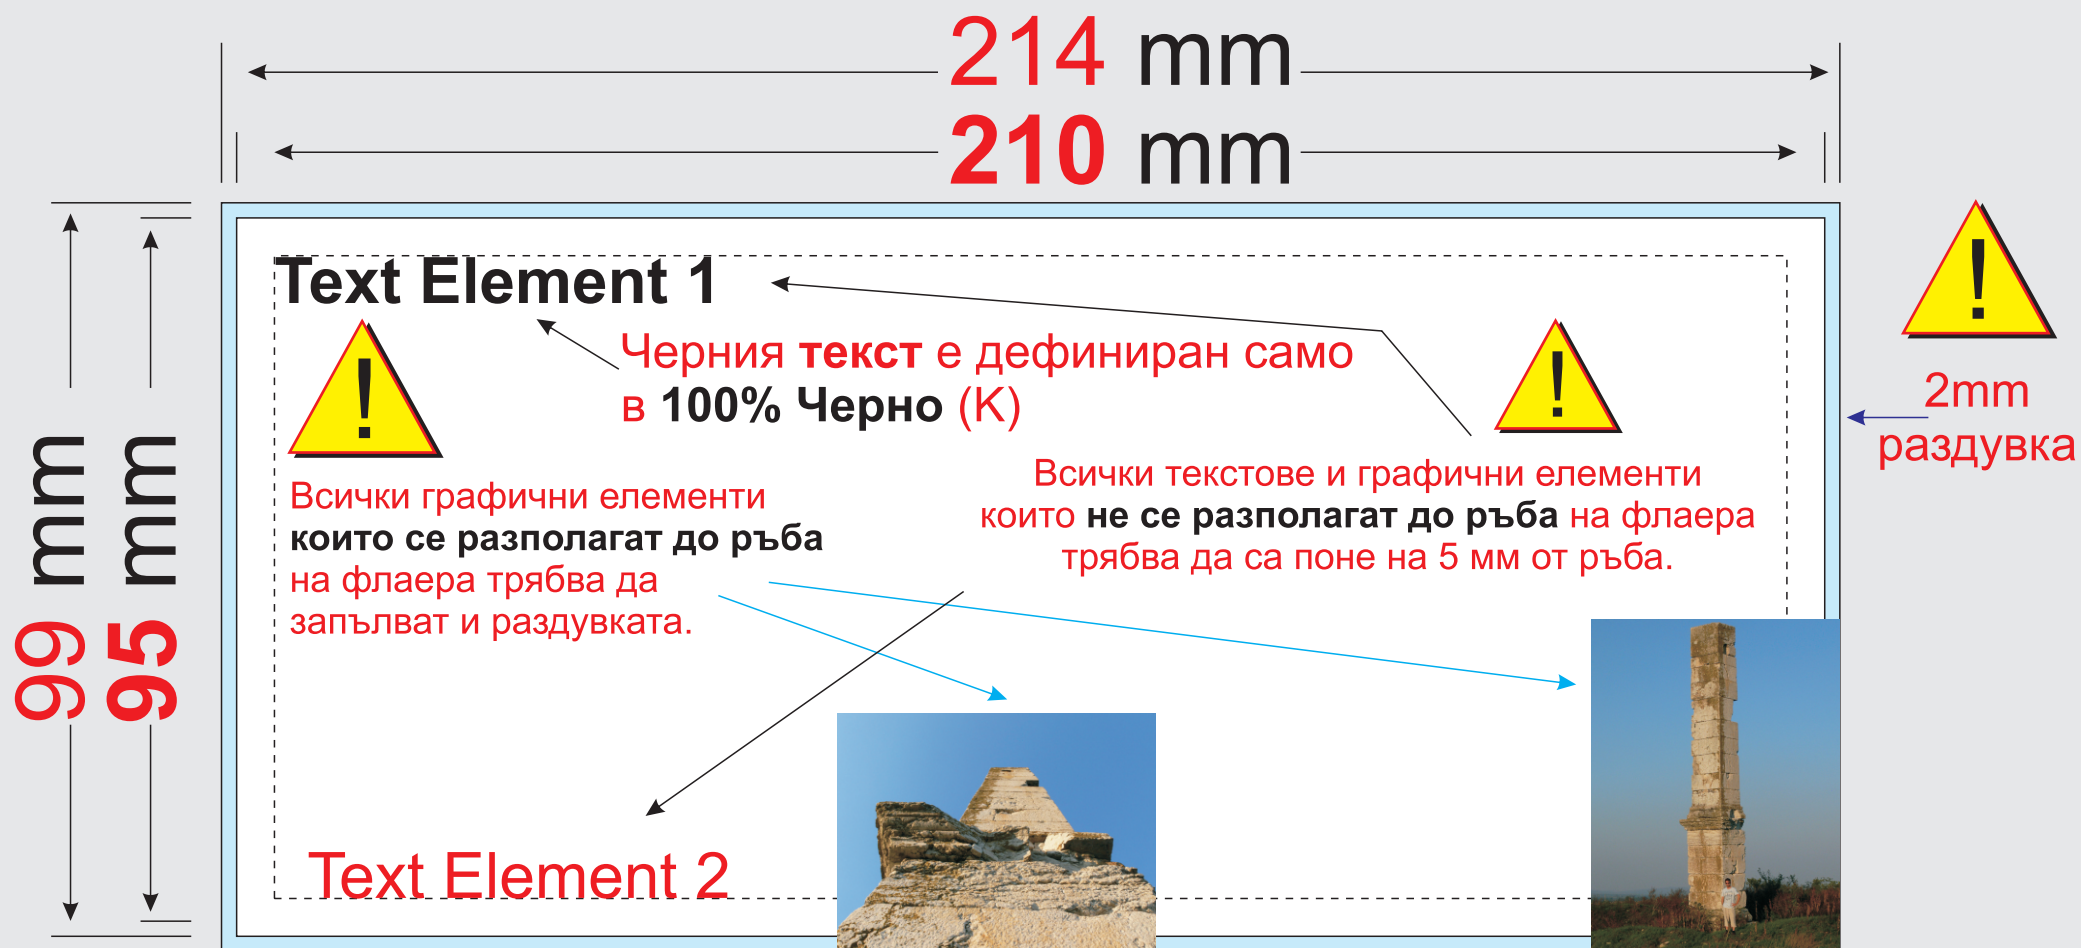 214 mm
210 mm
99 mm
95 mm
Text Element 1
!
!
!
Черния текст е дефиниран само
в 100% Черно (K)
2mm
раздувка
Всички графични елементи
които се разполагат до ръба
на флаера трябва да
запълват и раздувката.
Всички текстове и графични елементи
които не се разполагат до ръба на флаера
трябва да са поне на 5 мм от ръба.
Text Element 2